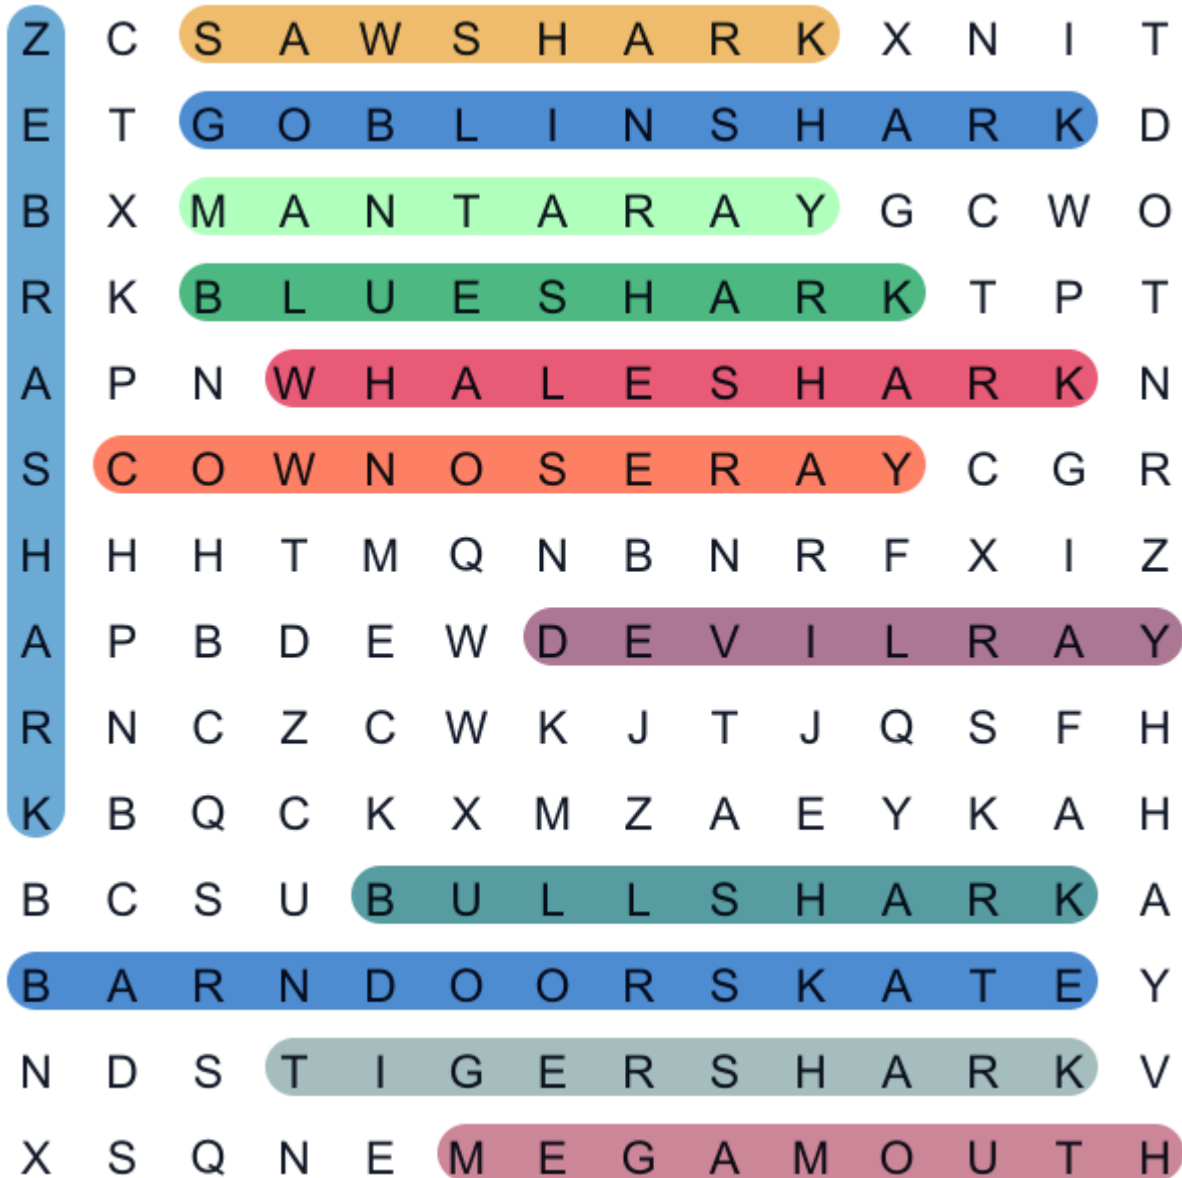 Z C S A W S H A R K X N I T
E T G O B L I N S H A R K D
B X M A N T A R A Y G C W O
R K B L U E S H A R K T P T
A P N W H A L E S H A R K N
S C O W N O S E R A Y C G R
H H H T M Q N B N R F X I Z
A P B D E W D E V I L R A Y
R N C Z C W K J T J Q S F H
K B Q C K X M Z A E Y K A H
B C S U B U L L S H A R K A
B A R N D O O R S K A T E Y
N D S T I G E R S H A R K V
X S Q N E M E G A M O U T H